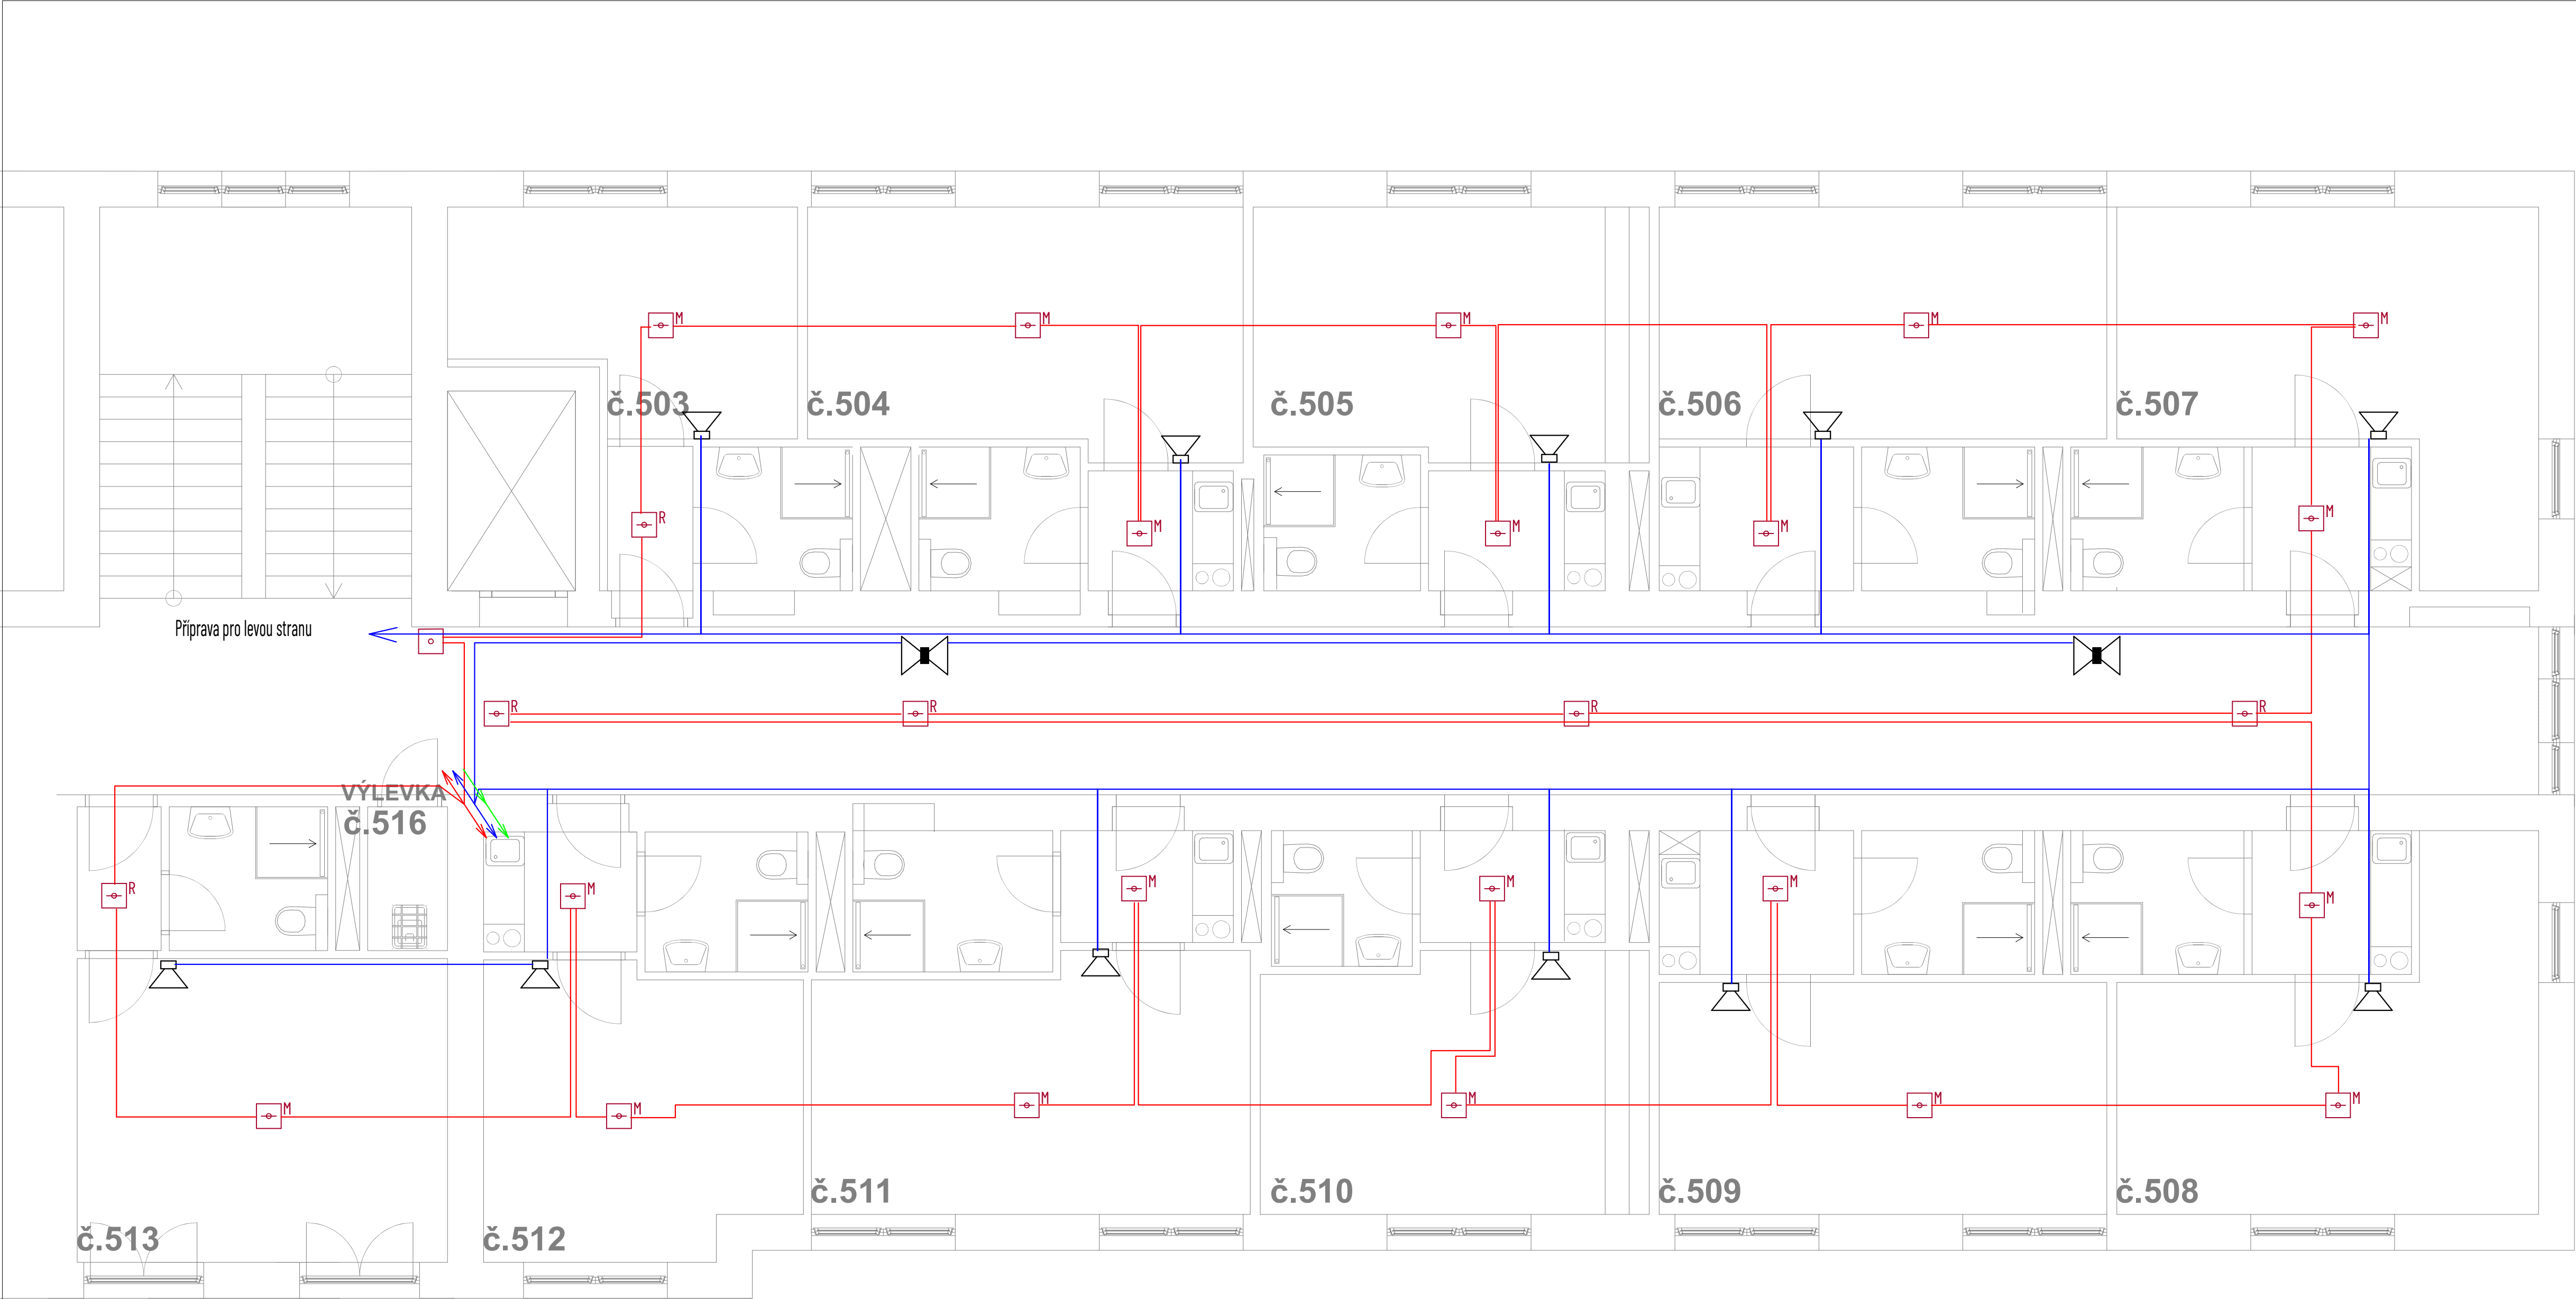 M M M M M
č.503 č.504 č.505 č.506 č.507
R M M M M
Příprava pro levou stranu
R R R R
VÝLEVKA
č.516
R M M M M M
M M M M M M
č.511 č.510 č.509 č.508
č.513 č.512